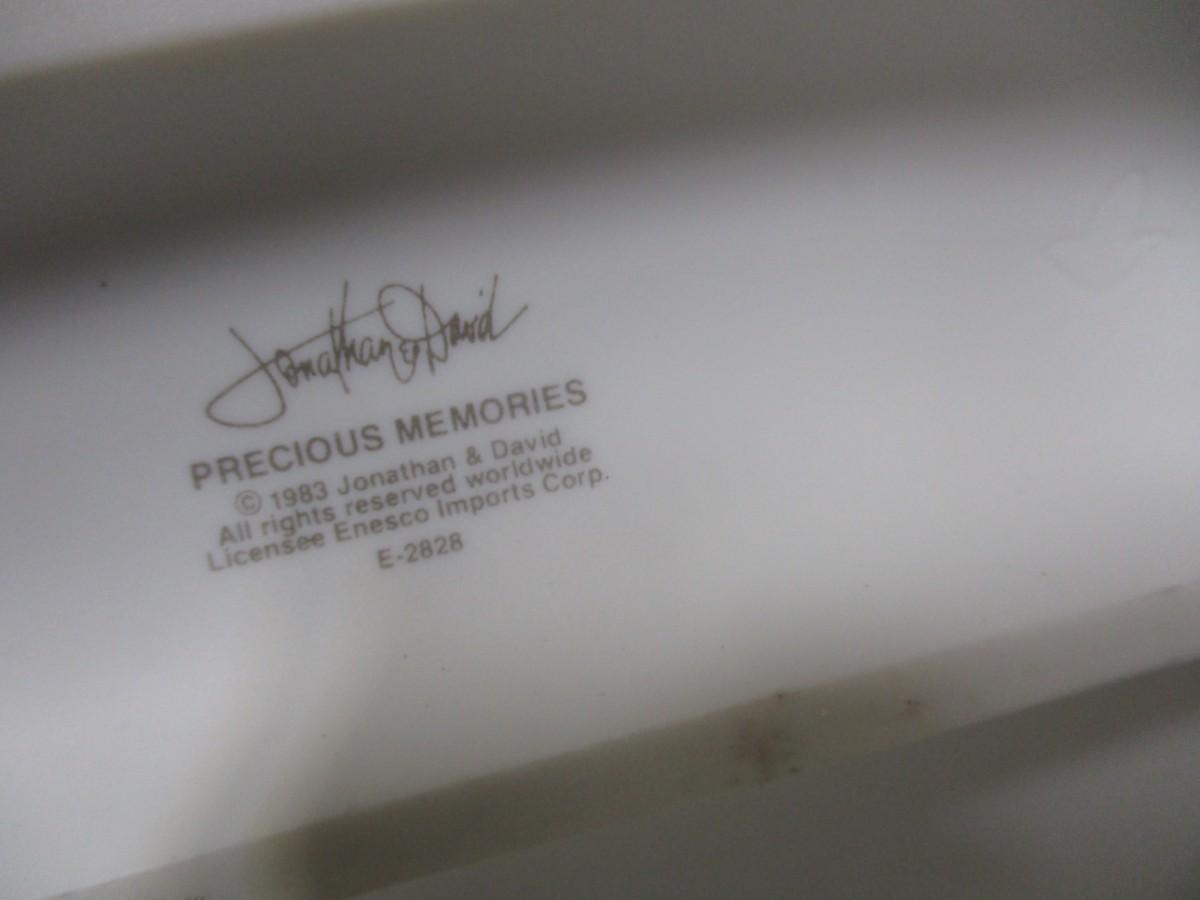 Jonathan & David
PRECIOUS MEMORIES
© 1983 Jonathan & David
All rights reserved worldwide
Licensee Enesco Imports Corp.
E-2828